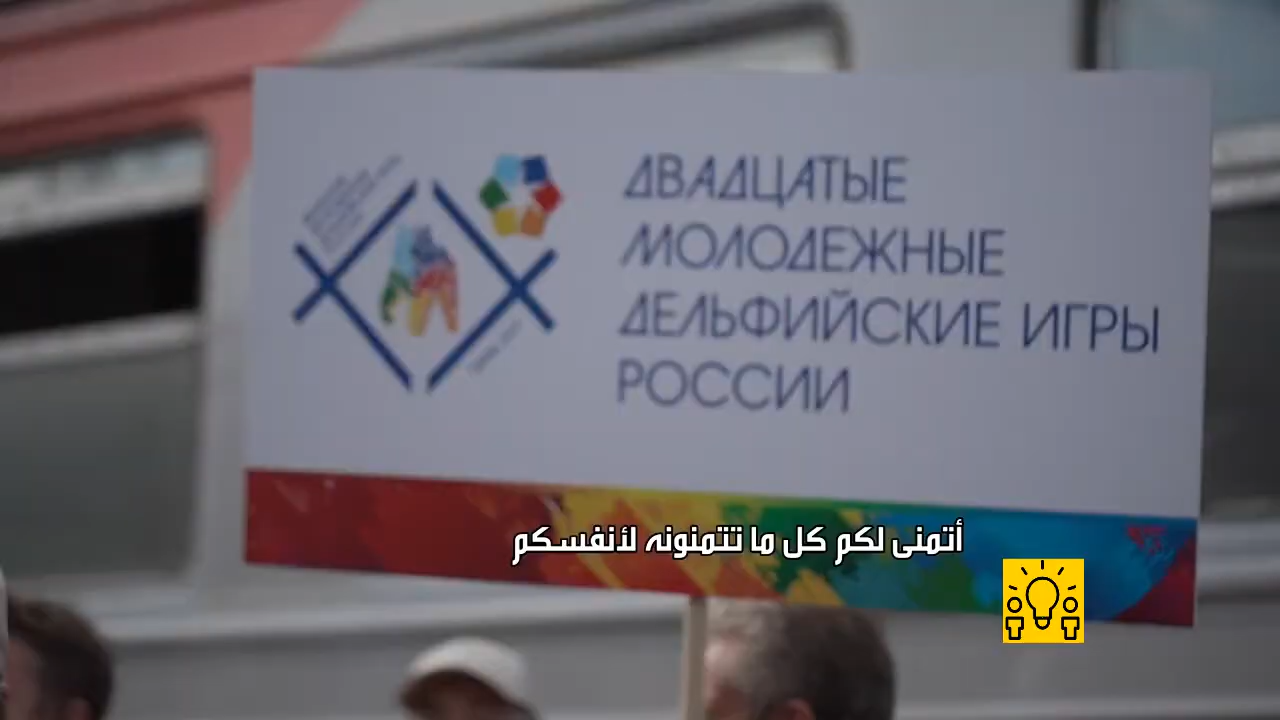 ДВАДЦАТЫЕ
МОЛОДЕЖНЫЕ
ДЕЛЬФИЙСКИЕ ИГРЫ
РОССИИ
أتمنى لكم كل ما تتمنونه لأنفسكم